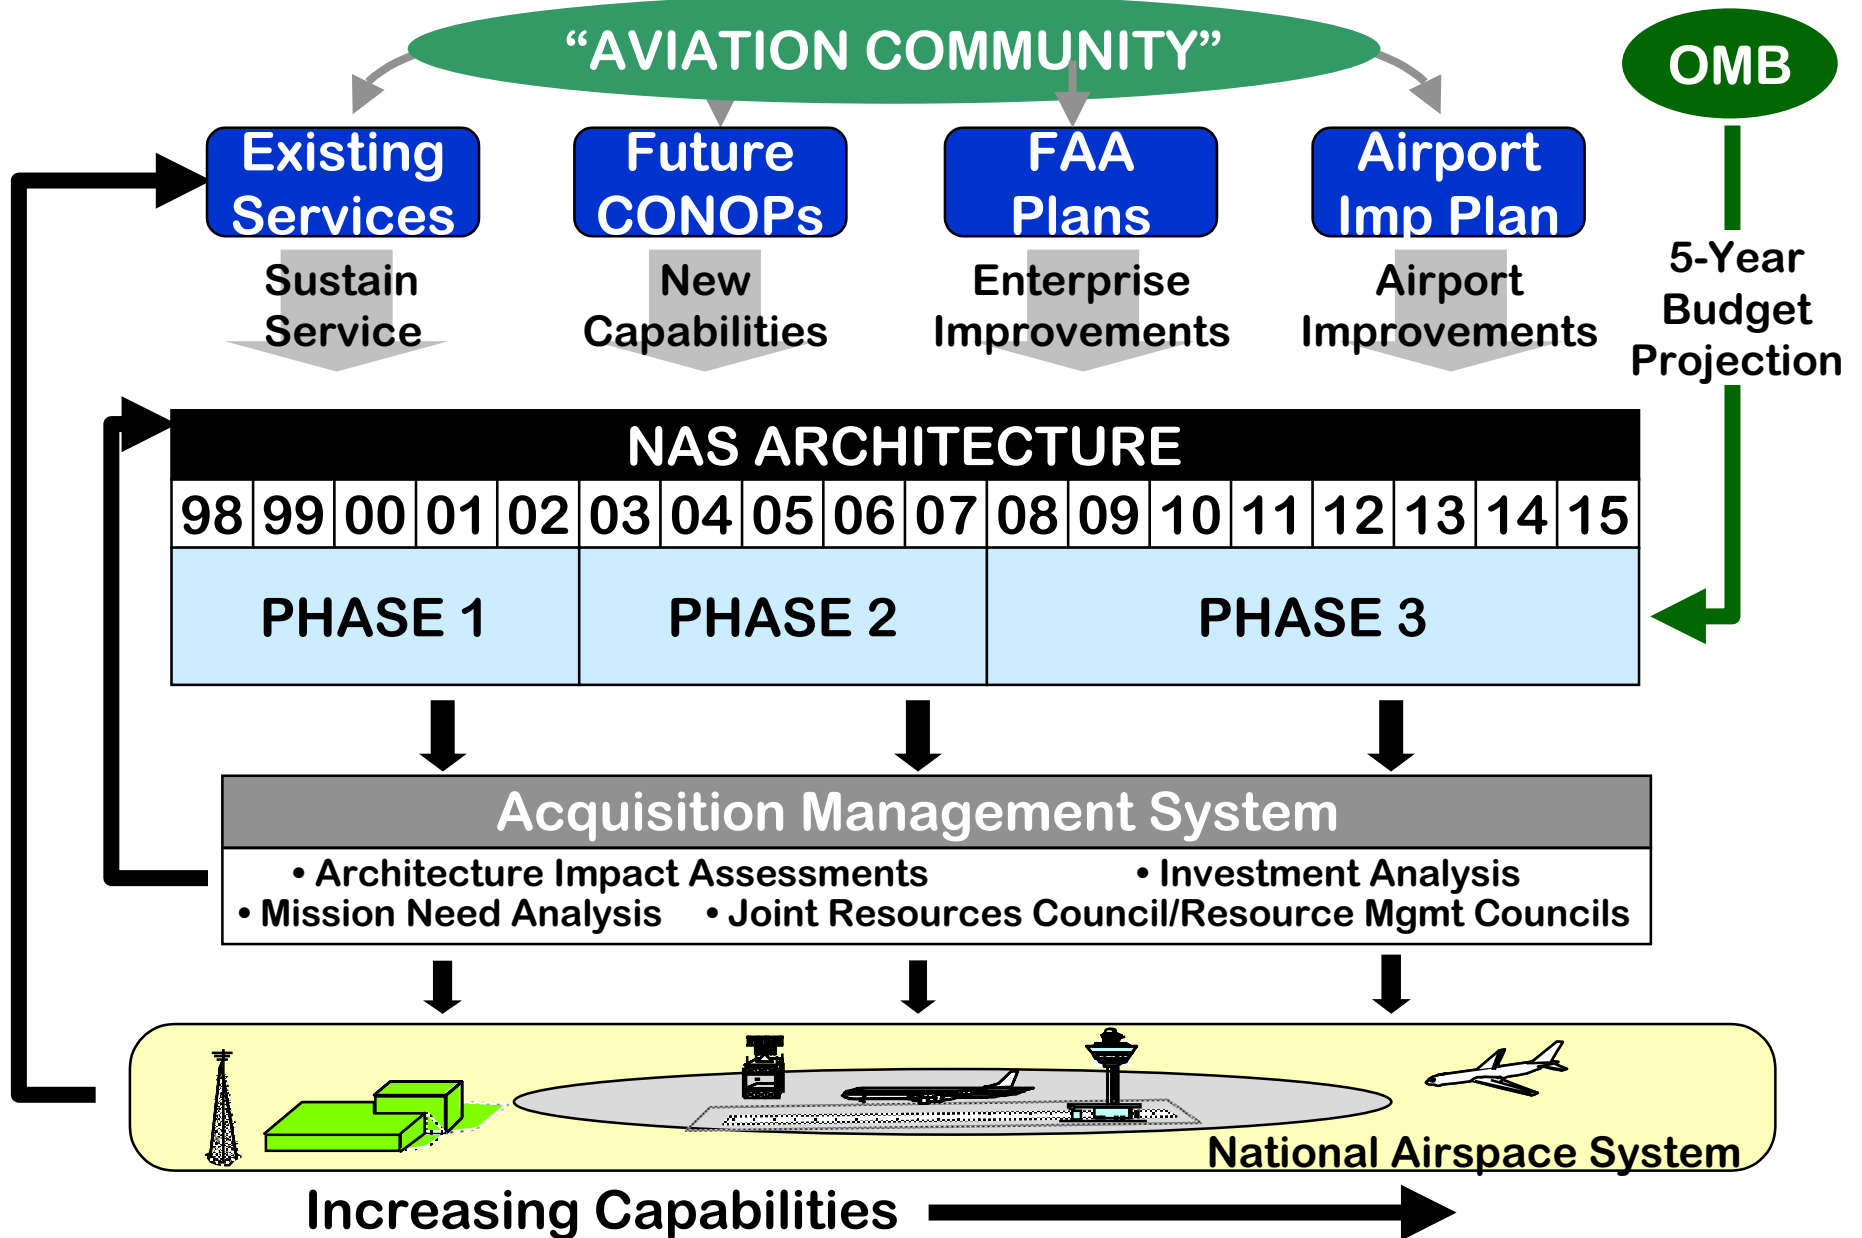 “AVIATION COMMUNITY”
OMB
Existing
Services
Future
CONOPs
FAA
Plans
Airport
Imp Plan
Sustain
Service
New
Capabilities
Enterprise
Improvements
Airport
Improvements
5-Year
Budget
Projection
NAS ARCHITECTURE
98 99 00 01 02 03 04 05 06 07 08 09 10 11 12 13 14 15
PHASE 1 PHASE 2 PHASE 3
Acquisition Management System
• Architecture Impact Assessments • Investment Analysis
• Mission Need Analysis • Joint Resources Council/Resource Mgmt Councils
National Airspace System
Increasing Capabilities